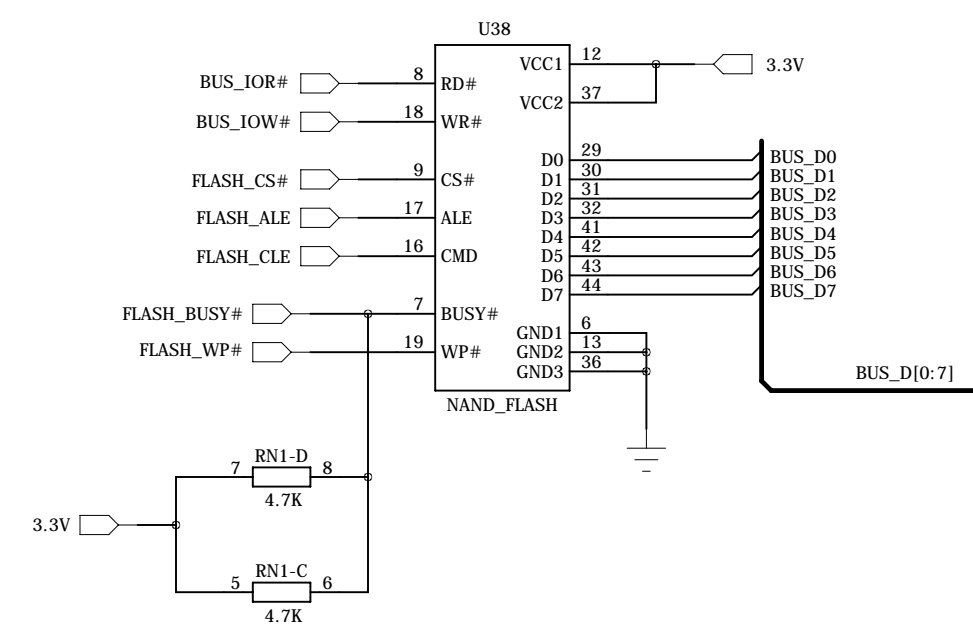 U38
BUS_IOR# 8 RD# VCC1 12 3.3V
VCC2 37
BUS_IOW# 18 WR#
D0 29 BUS_D0
FLASH_CS# 9 CS# D1 30 BUS_D1
D2 31 BUS_D2
FLASH_ALE 17 ALE D3 32 BUS_D3
D4 41 BUS_D4
FLASH_CLE 16 CMD D5 42 BUS_D5
D6 43 BUS_D6
D7 44 BUS_D7
FLASH_BUSY# 7 BUSY#
GND1 6
FLASH_WP# 19 WP# GND2 13
GND3 36
BUS_D[0:7]
NAND_FLASH
RN1-D
7 8
4.7K
3.3V
RN1-C
5 6
4.7K